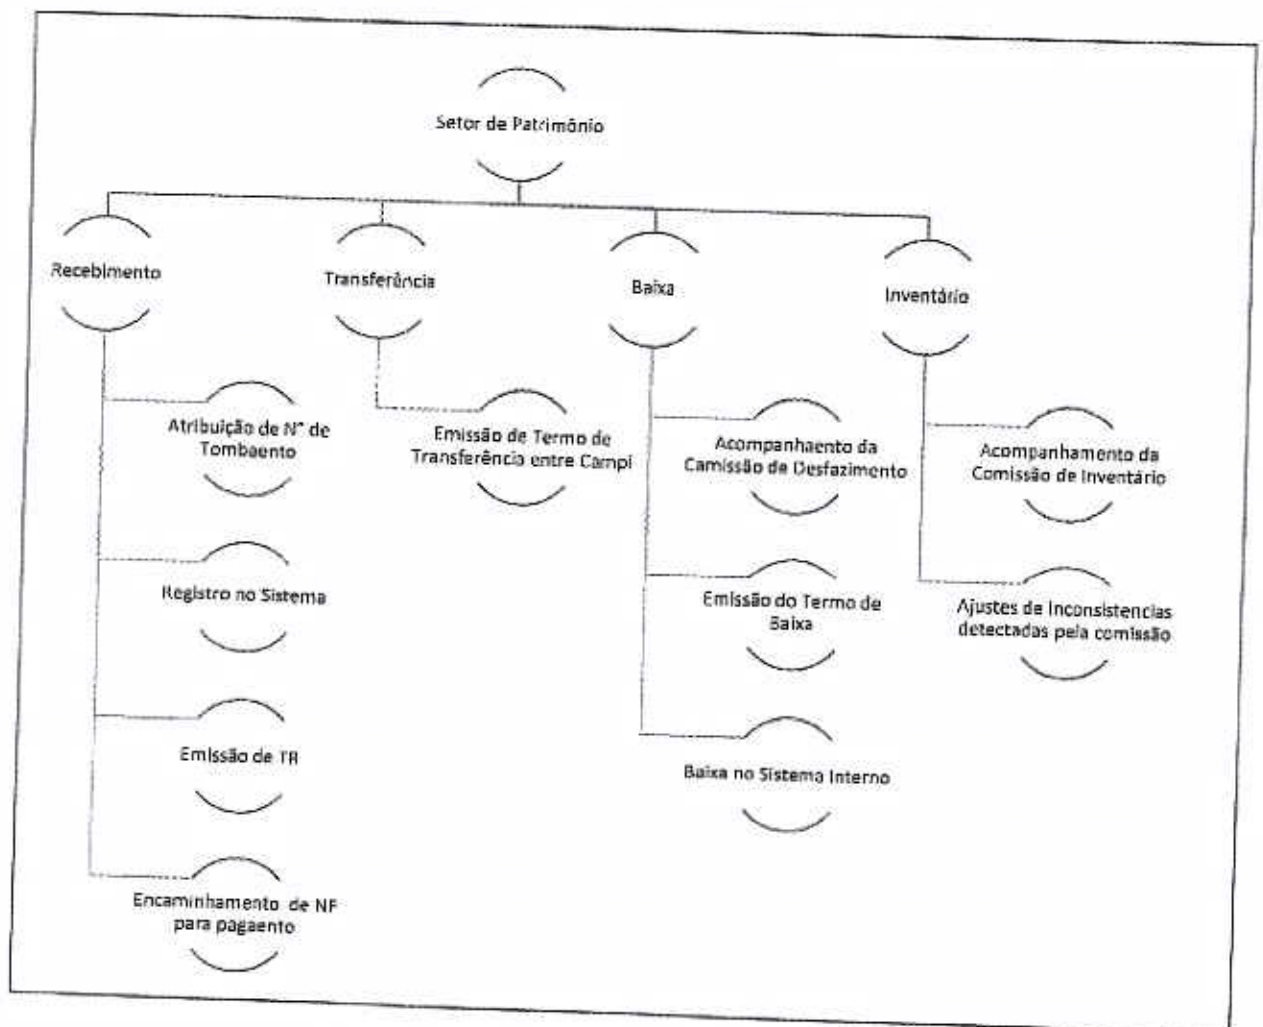 Setor de Patrimônio
Recebimento
Transferência
Baixa
Inventário
Atribuição de N° de
Tombaento
Emissão de Termo de
Transferência entre Campi
Acompanhaento da
Camissão de Desfazimento
Acompanhamento da
Comissão de Inventário
Registro no Sistema
Emissão do Termo de
Baixa
Ajustes de Inconsistencias
detectadas pela comissão
Emissão de TR
Baixa no Sistema Interno
Encaminhamento de NF
para pagaento